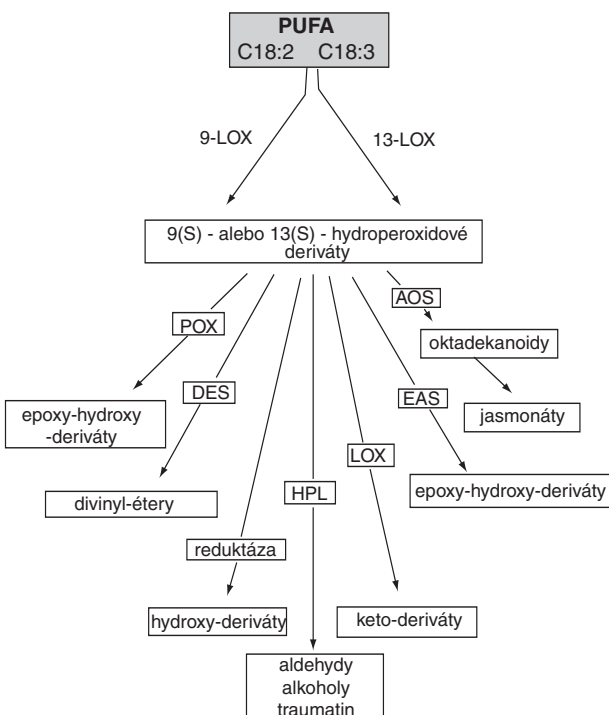 PUFA
C18:2 C18:3
9-LOX
13-LOX
9(S) - alebo 13(S) - hydroperoxidové
deriváty
AOS
POX
oktadekanoidy
DES
EAS
epoxy-hydroxy
-deriváty
jasmonáty
LOX
HPL
epoxy-hydroxy-deriváty
divinyl-étery
reduktáza
hydroxy-deriváty
keto-deriváty
aldehydy
alkoholy
traumatin